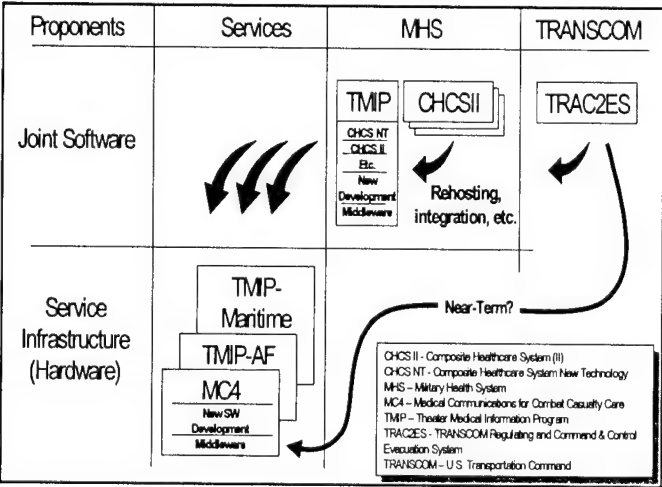 Proponents
Services
MHS
TRANSCOM
Joint Software
TMIP
CHCS NT
CHCS II
Etc.
New
Development
Middleware
CHCSII
Rehosting,
integration, etc.
TRAC2ES
Service
Infrastructure
(Hardware)
TMIP-
Maritime
TMIP-AF
MC4
New SW
Development
Middleware
Near-Term?
CHCS II - Composite Healthcare System (II)
CHCS NT - Composite Healthcare System New Technology
MHS – Military Health System
MC4 – Medical Communications for Combat Casualty Care
TMIP – Theater Medical Information Program
TRAC2ES - TRANSCOM Regulating and Command & Control
Evacuation System
TRANSCOM – U S Transportation Command